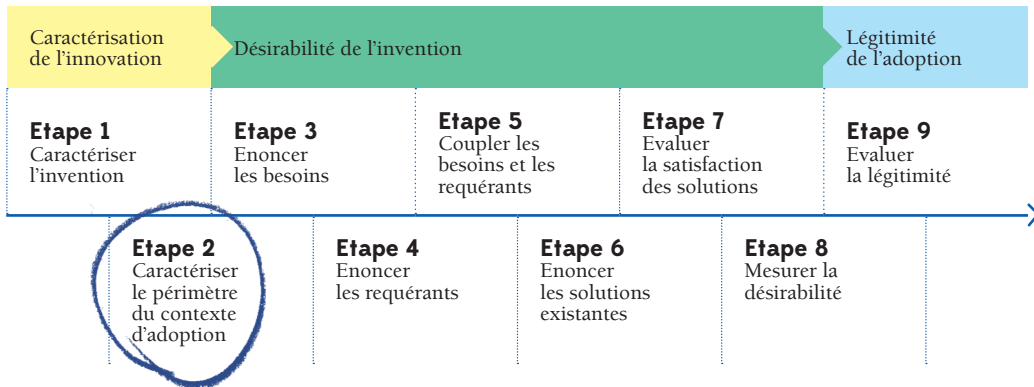 Caractérisation
de l'innovation
Désirabilité de l'invention
Légitimité
de l'adoption
Etape 1
Caractériser
l'invention
Etape 3
Enoncer
les besoins
Etape 5
Coupler les
besoins et les
requérants
Etape 7
Evaluer
la satisfaction
des solutions
Etape 9
Evaluer
la légitimité
Etape 2
Caractériser
le périmètre
du contexte
d'adoption
Etape 4
Enoncer
les requérants
Etape 6
Enoncer
les solutions
existantes
Etape 8
Mesurer la
désirabilité